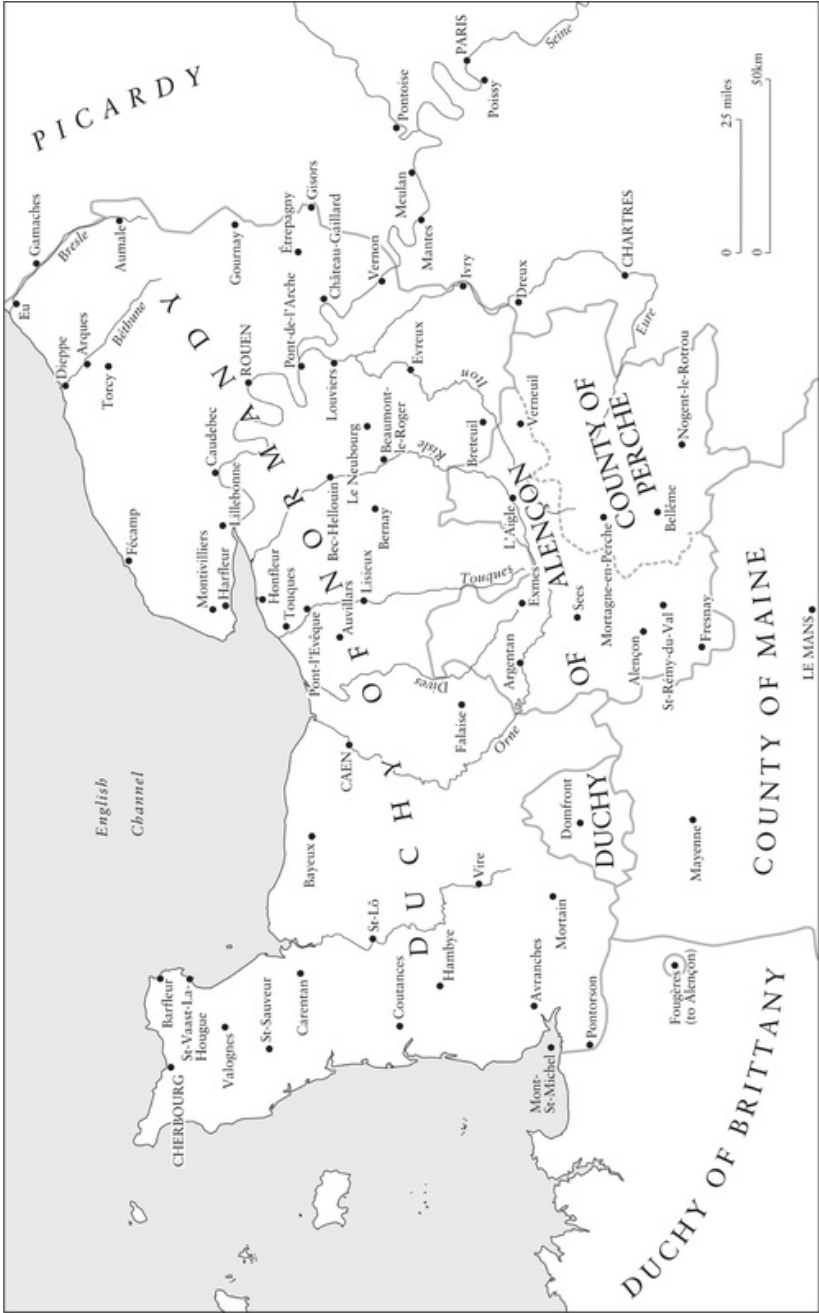 PICARDY
English
Channel
Eu
Gamaches
Bresle
Aumale
Dieppe
Arques
Torcy
Béthune
Fécamp
Gournay
Étrepagny
Gisors
Château-Gaillard
Pont-de-l'Arche
ROUEN
Caudebec
Lillebonne
Montivilliers
Harfleur
Honfleur
Touques
Pont-l'Evêque
Auvillars
Lisieux
Bec-Hellouin
Bernay
Le Neubourg
Beaumont-
le-Roger
Risle
Louviers
Evreux
Iton
Breteuil
Verneuil
Vernon
Ivry
Dreux
Mantes
Meulan
Pontoise
PARIS
Poissy
Seine
CHARTRES
Eure
25 miles
0
50km
0
DUCHY OF NORMANDY
CHERBOURG
Barfleur
St-Vaast-La-
Hougue
Valognes
St-Sauveur
Carentan
Bayeux
CAEN
St-Lô
Coutances
Hambye
Vire
Falaise
Dives
Orne
Touques
Argentan
Exmes
L'Aigle
Sees
Mortagne-en-Perche
Alençon
St-Rémy-du-Val
Fresnay
Bellême
Nogent-le-Rotrou
COUNTY OF
PERCHE
DUCHY OF ALENÇON
Domfront
Mortain
Avranches
Mont-
St-Michel
Pontorson
Fougères
(to Alençon)
Mayenne
COUNTY OF MAINE
LE MANS
DUCHY OF BRITTANY